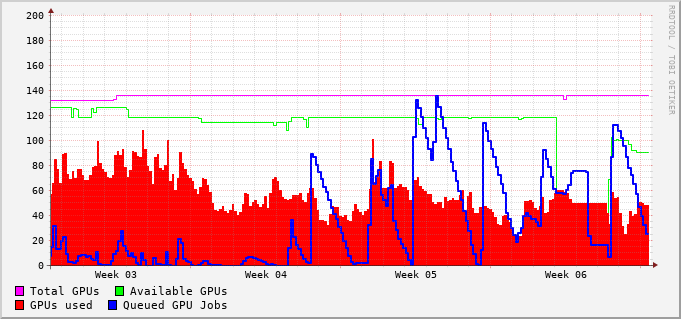 200
180
160
140
120
100
80
60
40
20
0
Week 03 Week 04 Week 05 Week 06
Total GPUs Available GPUs
GPUs used Queued GPU Jobs
RRDTOOL / TOBI OETIKER